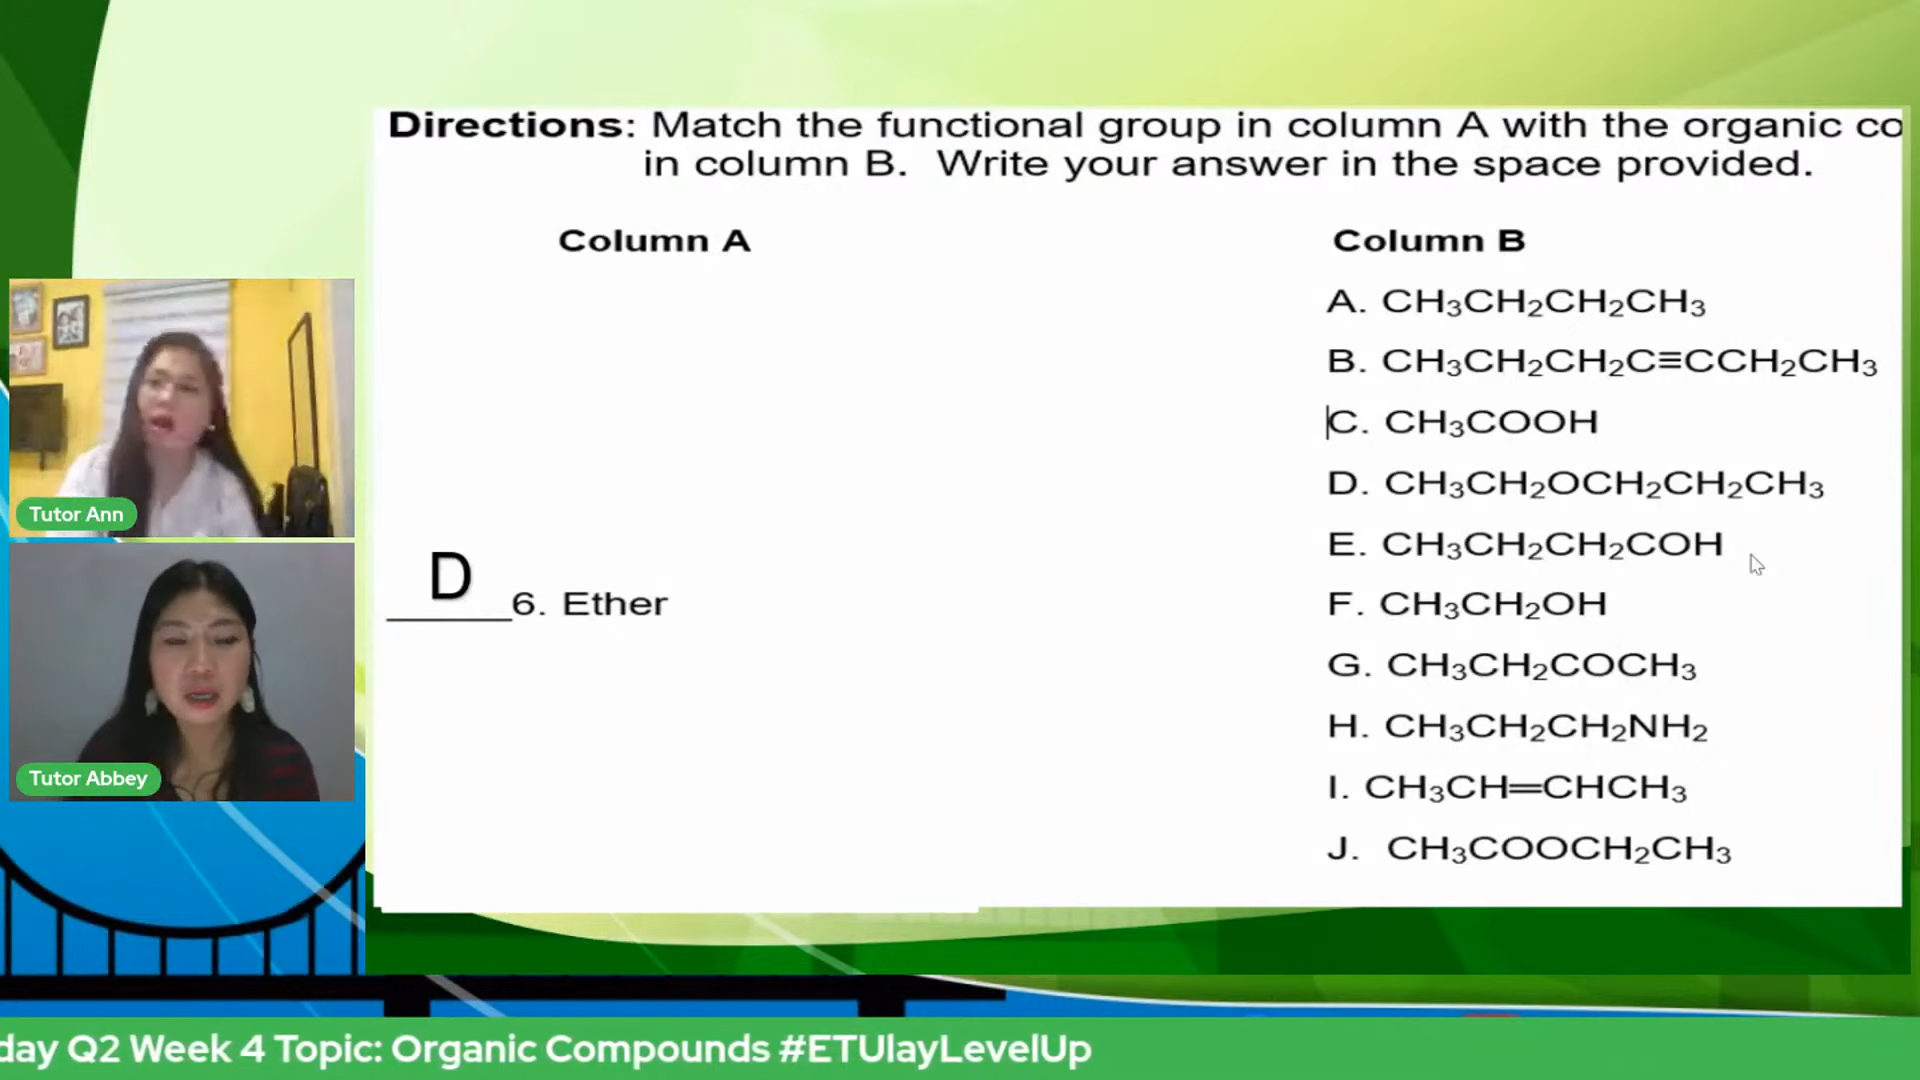 Directions: Match the functional group in column A with the organic co
in column B. Write your answer in the space provided.
Column A
Column B
A. CH₃CH₂CH₂CH₃
B. CH₃CH₂CH₂C≡CCH₂CH₃
C. CH₃COOH
D. CH₃CH₂OCH₂CH₂CH₃
E. CH₃CH₂CH₂COH
D
______6. Ether
F. CH₃CH₂OH
G. CH₃CH₂COCH₃
H. CH₃CH₂CH₂NH₂
I. CH₃CH=CHCH₃
J. CH₃COOCH₂CH₃
Tutor Ann
Tutor Abbey
day Q2 Week 4 Topic: Organic Compounds #ETUlayLevelUp